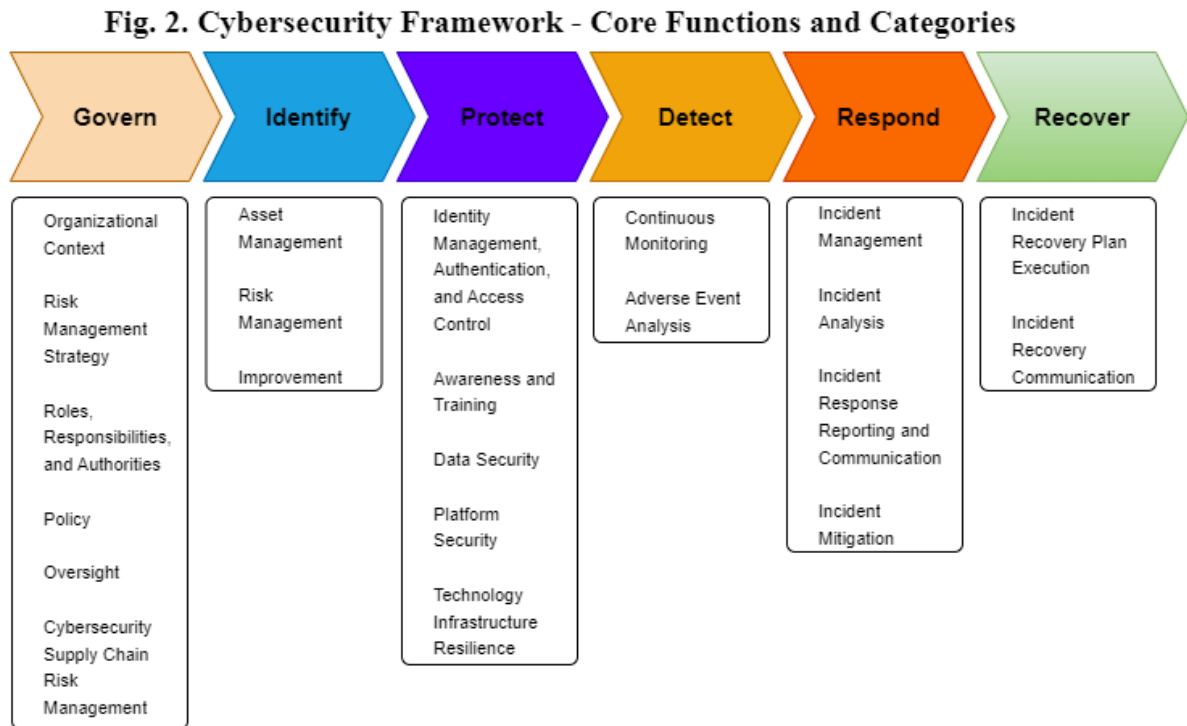 Fig. 2. Cybersecurity Framework - Core Functions and Categories
Govern
Identify
Protect
Detect
Respond
Recover
Organizational
Context
Risk
Management
Strategy
Roles,
Responsibilities,
and Authorities
Policy
Oversight
Cybersecurity
Supply Chain
Risk
Management
Asset
Management
Risk
Management
Improvement
Identity
Management,
Authentication,
and Access
Control
Awareness and
Training
Data Security
Platform
Security
Technology
Infrastructure
Resilience
Continuous
Monitoring
Adverse Event
Analysis
Incident
Management
Incident
Analysis
Incident
Response
Reporting and
Communication
Incident
Mitigation
Incident
Recovery Plan
Execution
Incident
Recovery
Communication